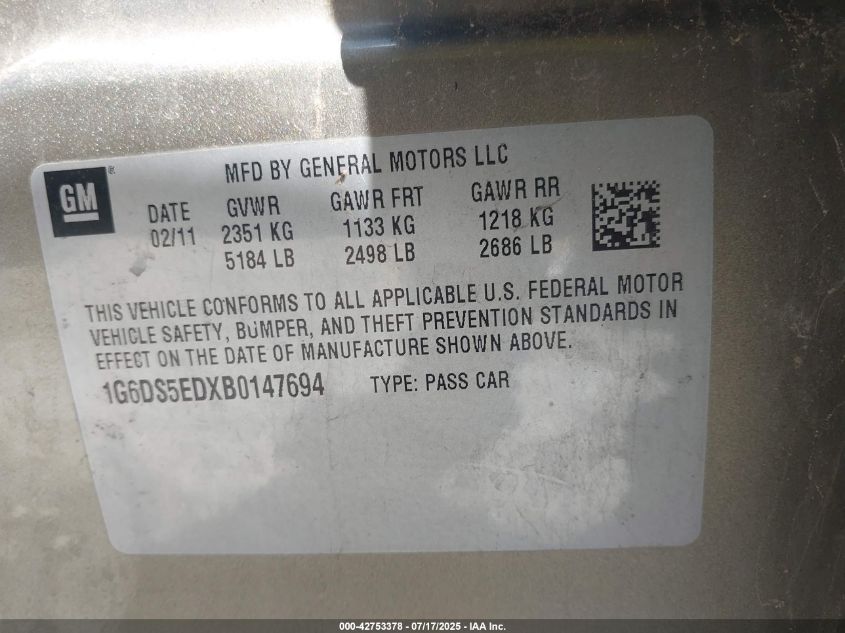 MFD BY GENERAL MOTORS LLC
GM ®
DATE GVWR GAWR FRT GAWR RR
02/11 2351 KG 1133 KG 1218 KG
5184 LB 2498 LB 2686 LB
THIS VEHICLE CONFORMS TO ALL APPLICABLE U.S. FEDERAL MOTOR
VEHICLE SAFETY, BUMPER, AND THEFT PREVENTION STANDARDS IN
EFFECT ON THE DATE OF MANUFACTURE SHOWN ABOVE.
1G6DS5EDXB0147694 TYPE: PASS CAR
000-42753378 - 07/17/2025 - IAA Inc.